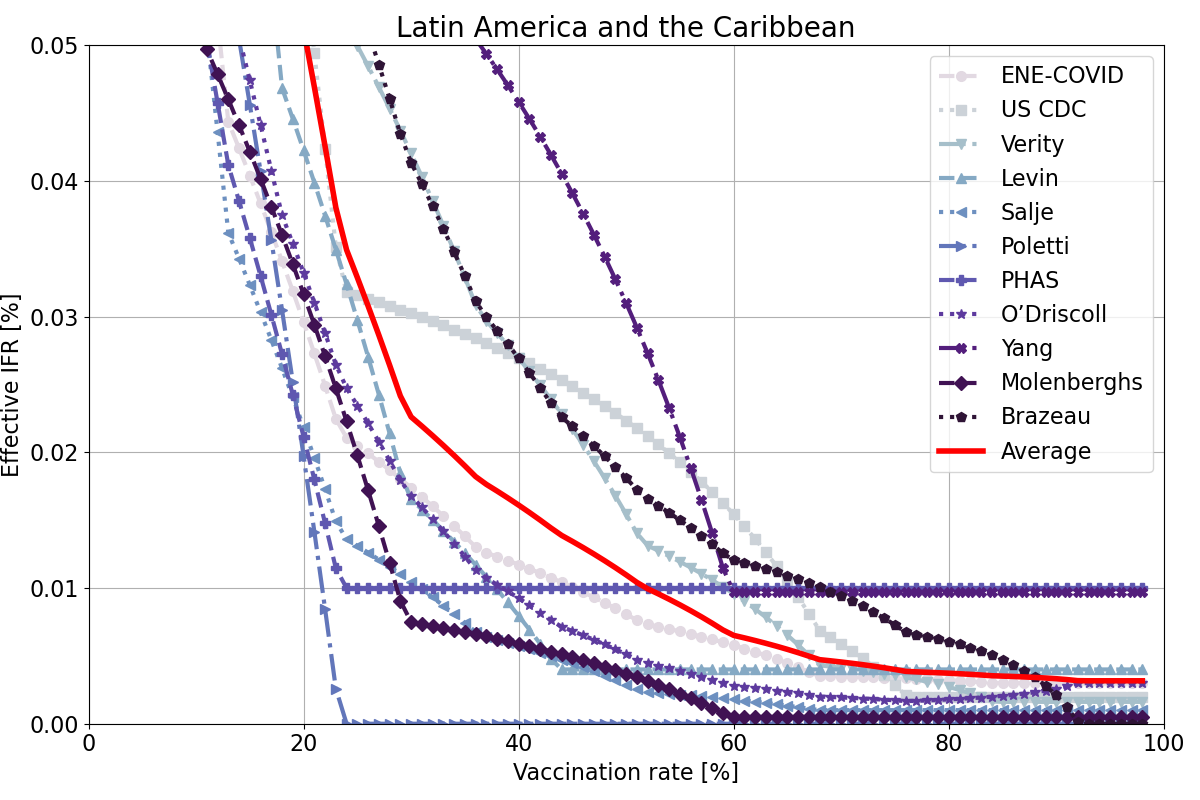 Latin America and the Caribbean
0.05
0.04
0.03
0.02
0.01
0.00
Effective IFR [%]
0
20
40
60
80
100
Vaccination rate [%]
ENE-COVID
US CDC
Verity
Levin
Salje
Poletti
PHAS
O’Driscoll
Yang
Molenberghs
Brazeau
Average